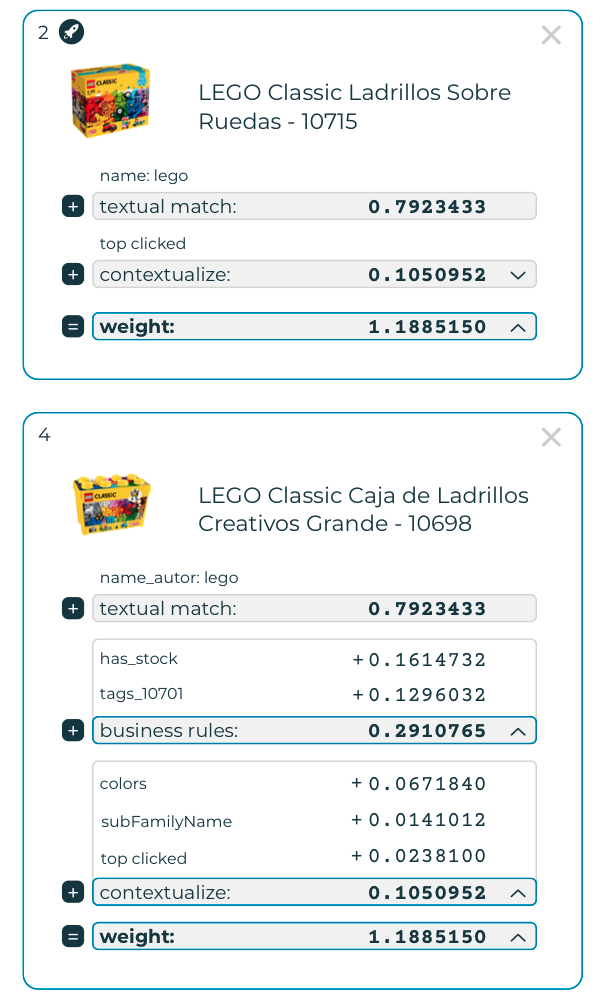 2
LEGO Classic Ladrillos Sobre
Ruedas - 10715
name: lego
+ textual match: 0.7923433
top clicked
+ contextualize: 0.1050952
= weight: 1.1885150
4
LEGO Classic Caja de Ladrillos
Creativos Grande - 10698
name_autor: lego
+ textual match: 0.7923433
has_stock +0.1614732
tags_10701 +0.1296032
+ business rules: 0.2910765
colors +0.0671840
subFamilyName +0.0141012
top clicked +0.0238100
+ contextualize: 0.1050952
= weight: 1.1885150